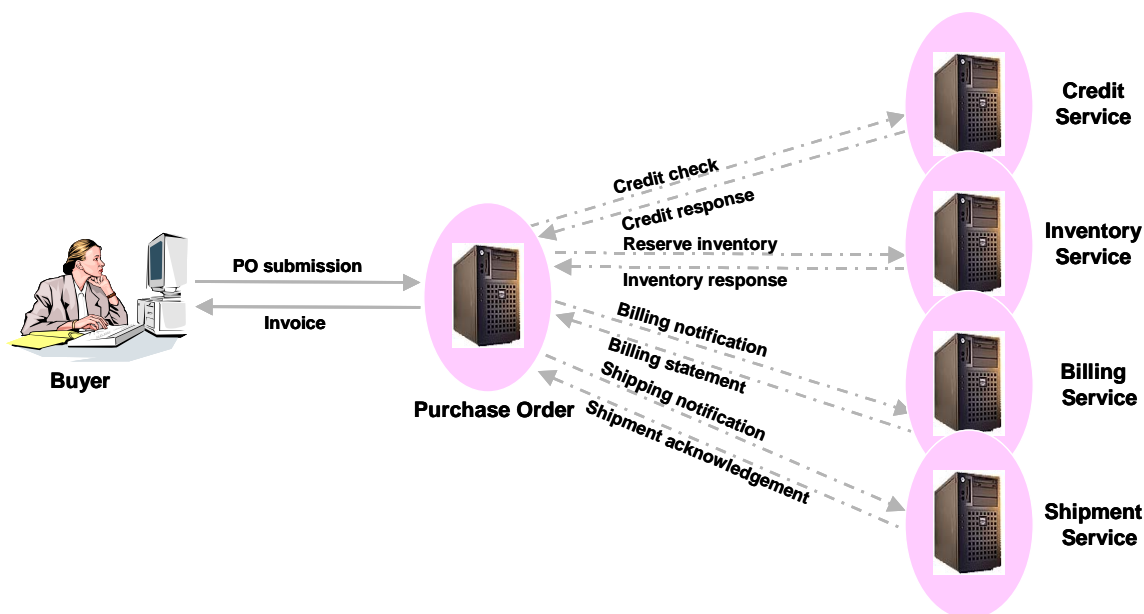 Credit
Service
Credit check
Credit response
Reserve inventory
Inventory response
Inventory
Service
PO submission
Invoice
Buyer
Purchase Order
Billing notification
Billing statement
Shipping notification
Shipment acknowledgement
Billing
Service
Shipment
Service